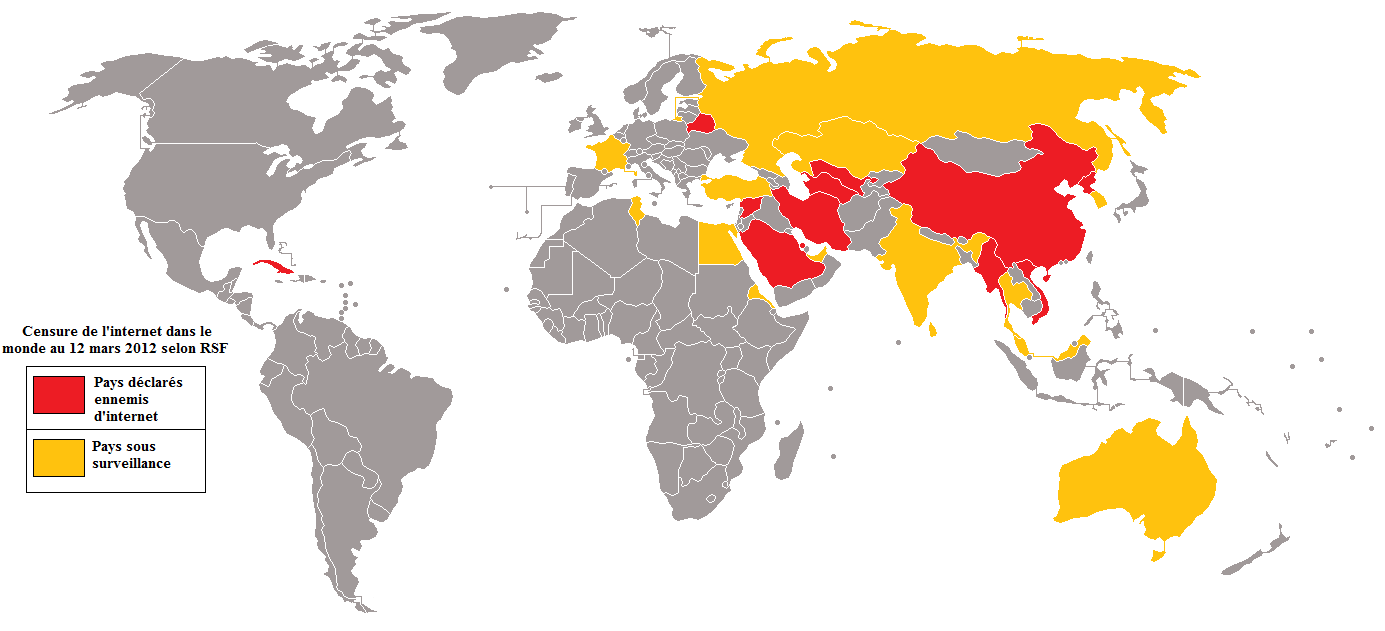 Censure de l'internet dans le
monde au 12 mars 2012 selon RSF
Pays déclarés
ennemis
d'internet
Pays sous
surveillance